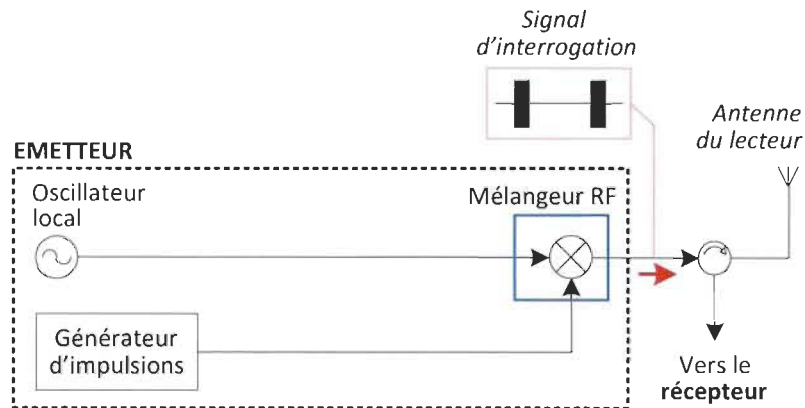 Signal
d'interrogation
Antenne
du lecteur
EMETTEUR
Oscillateur
local
Mélangeur RF
Générateur
d'impulsions
Vers le
récepteur